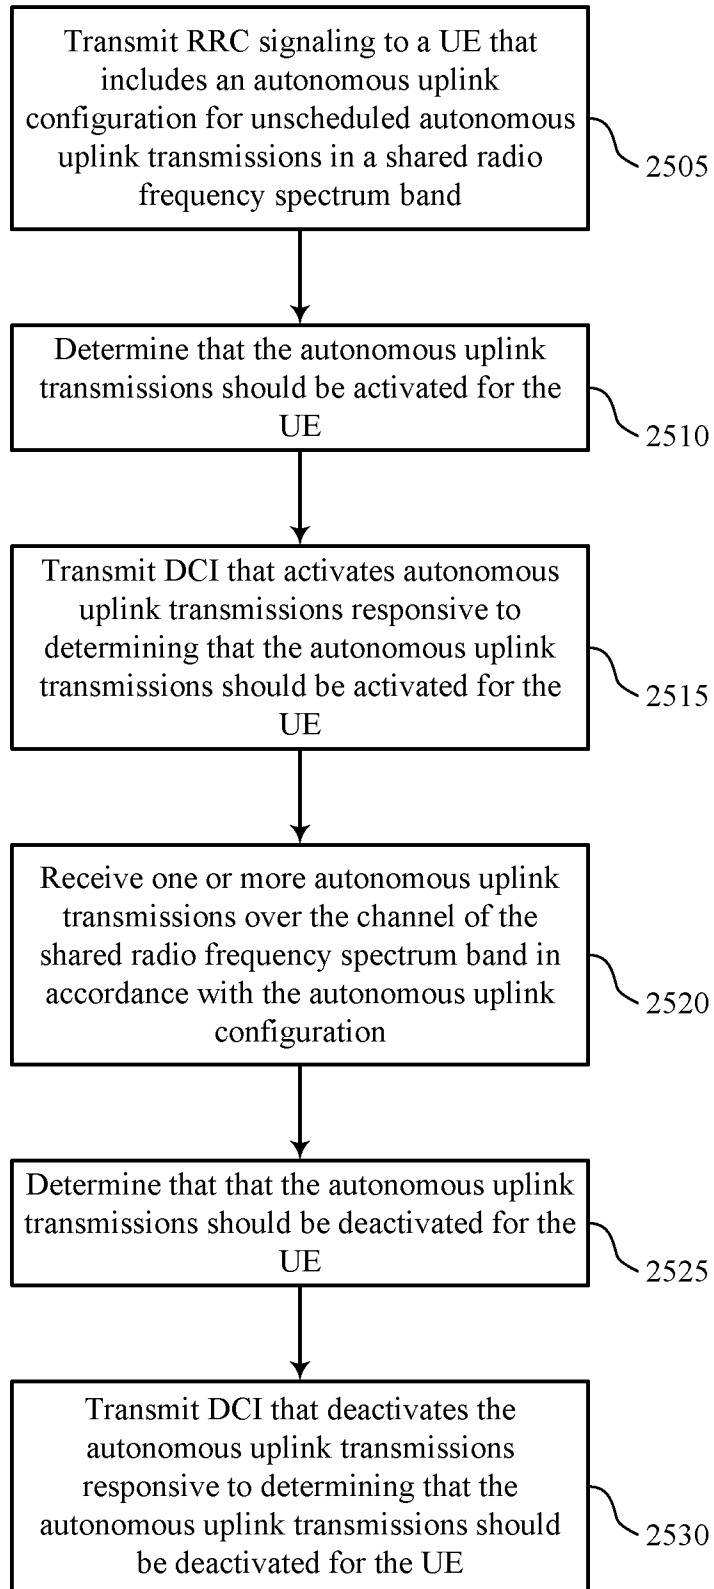 Transmit RRC signaling to a UE that
includes an autonomous uplink
configuration for unscheduled autonomous
uplink transmissions in a shared radio
frequency spectrum band
2505
Determine that the autonomous uplink
transmissions should be activated for the
UE
2510
Transmit DCI that activates autonomous
uplink transmissions responsive to
determining that the autonomous uplink
transmissions should be activated for the
UE
2515
Receive one or more autonomous uplink
transmissions over the channel of the
shared radio frequency spectrum band in
accordance with the autonomous uplink
configuration
2520
Determine that that the autonomous uplink
transmissions should be deactivated for the
UE
2525
Transmit DCI that deactivates the
autonomous uplink transmissions
responsive to determining that the
autonomous uplink transmissions should
be deactivated for the UE
2530